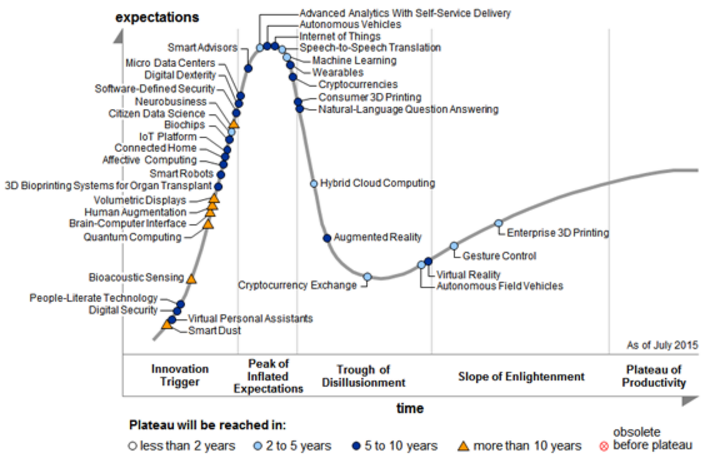 expectations
Advanced Analytics With Self-Service Delivery
Autonomous Vehicles
Internet of Things
Speech-to-Speech Translation
Machine Learning
Wearables
Cryptocurrencies
Consumer 3D Printing
Natural-Language Question Answering
Smart Advisors
Micro Data Centers
Digital Dexterity
Software-Defined Security
Neurobusiness
Citizen Data Science
Biochips
IoT Platform
Connected Home
Affective Computing
Smart Robots
3D Bioprinting Systems for Organ Transplant
Volumetric Displays
Human Augmentation
Brain-Computer Interface
Quantum Computing
Bioacoustic Sensing
People-Literate Technology
Digital Security
Virtual Personal Assistants
Smart Dust
Hybrid Cloud Computing
Augmented Reality
Cryptocurrency Exchange
Enterprise 3D Printing
Gesture Control
Virtual Reality
Autonomous Field Vehicles
As of July 2015
Innovation
Trigger
Peak of
Inflated
Expectations
Trough of
Disillusionment
Slope of Enlightenment
Plateau of
Productivity
time
Plateau will be reached in:
less than 2 years
2 to 5 years
5 to 10 years
more than 10 years
obsolete
before plateau